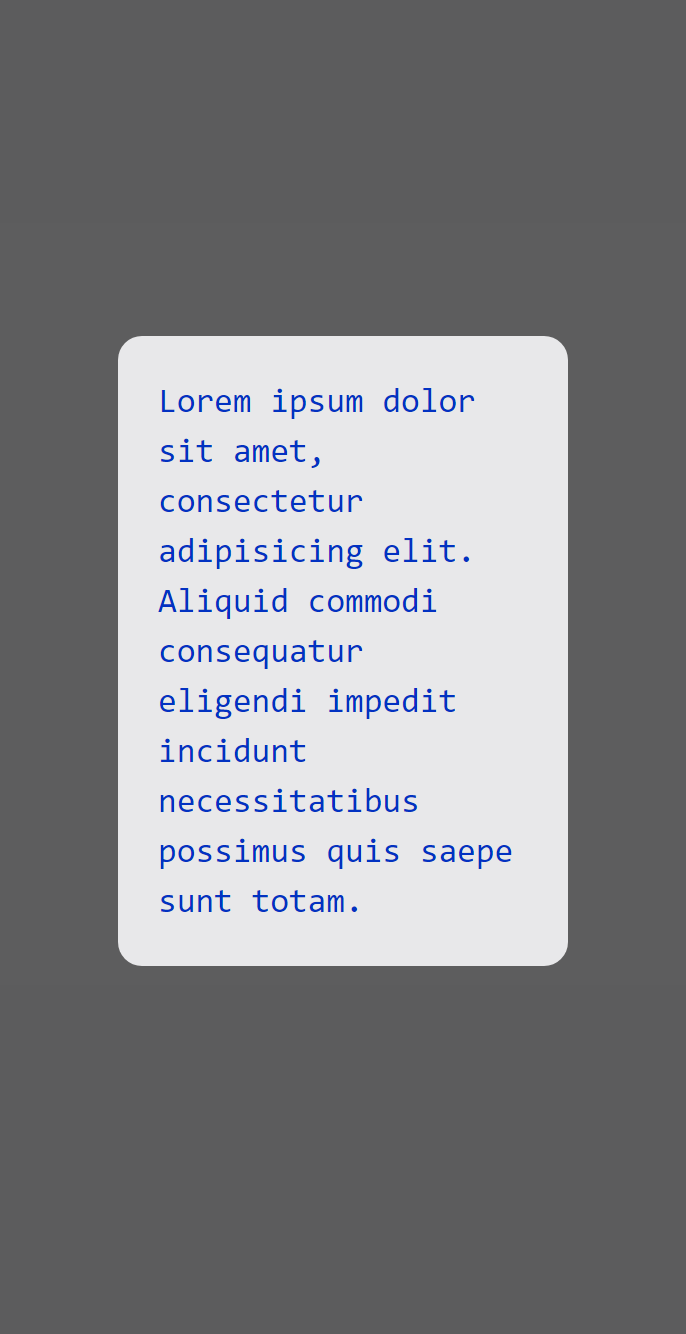 Lorem ipsum dolor
sit amet,
consectetur
adipisicing elit.
Aliquid commodi
consequatur
eligendi impedit
incidunt
necessitatibus
possimus quis saepe
sunt totam.